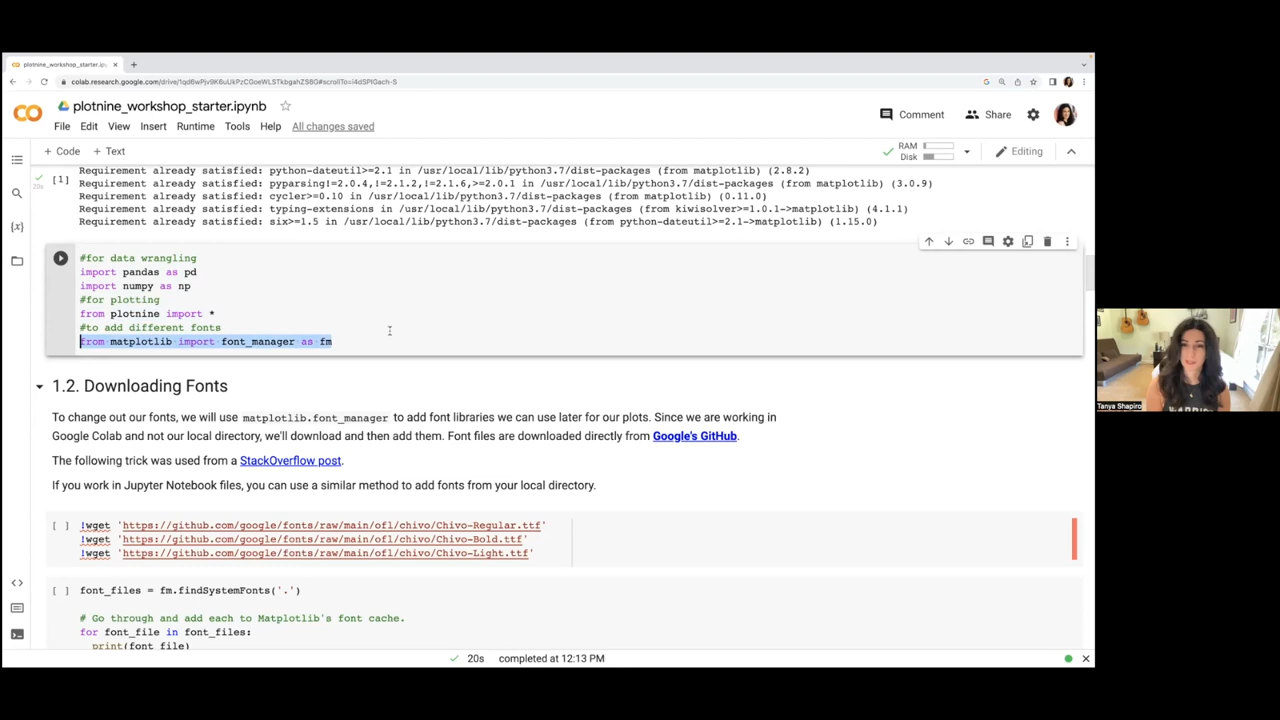 plotnine_workshop_starter.ipynb
plotnine_workshop_starter.ipynb
File Edit View Insert Runtime Tools Help All changes saved
Comment Share
+ Code + Text
RAM
Disk
Editing
[1]
20s
Requirement already satisfied: python-dateutil>=2.1 in /usr/local/lib/python3.7/dist-packages (from matplotlib) (2.8.2)
Requirement already satisfied: pyparsing!=2.0.4,!=2.1.2,!=2.1.6,>=2.0.1 in /usr/local/lib/python3.7/dist-packages (from matplotlib) (3.0.9)
Requirement already satisfied: cycler>=0.10 in /usr/local/lib/python3.7/dist-packages (from matplotlib) (0.11.0)
Requirement already satisfied: typing-extensions in /usr/local/lib/python3.7/dist-packages (from kiwisolver>=1.0.1->matplotlib) (4.1.1)
Requirement already satisfied: six>=1.5 in /usr/local/lib/python3.7/dist-packages (from python-dateutil>=2.1->matplotlib) (1.15.0)
#for data wrangling
import pandas as pd
import numpy as np
#for plotting
from plotnine import *
#to add different fonts
from matplotlib import font_manager as fm
1.2. Downloading Fonts
To change out our fonts, we will use matplotlib.font_manager to add font libraries we can use later for our plots. Since we are working in
Google Colab and not our local directory, we'll download and then add them. Font files are downloaded directly from Google's GitHub.
The following trick was used from a StackOverflow post.
If you work in Jupyter Notebook files, you can use a similar method to add fonts from your local directory.
[ ] !wget 'https://github.com/google/fonts/raw/main/ofl/chivo/Chivo-Regular.ttf'
!wget 'https://github.com/google/fonts/raw/main/ofl/chivo/Chivo-Bold.ttf'
!wget 'https://github.com/google/fonts/raw/main/ofl/chivo/Chivo-Light.ttf'
[ ] font_files = fm.findSystemFonts('.')
# Go through and add each to Matplotlib's font cache.
for font_file in font_files:
print(font_file)
20s completed at 12:13 PM
Tanya Shapiro